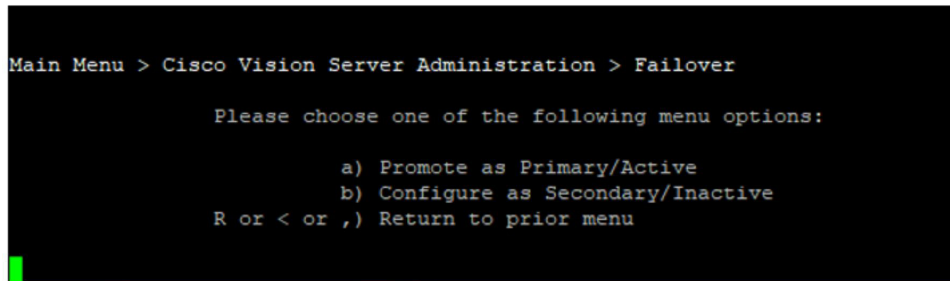 Main Menu > Cisco Vision Server Administration > Failover
Please choose one of the following menu options:
a) Promote as Primary/Active
b) Configure as Secondary/Inactive
R or < or ,) Return to prior menu